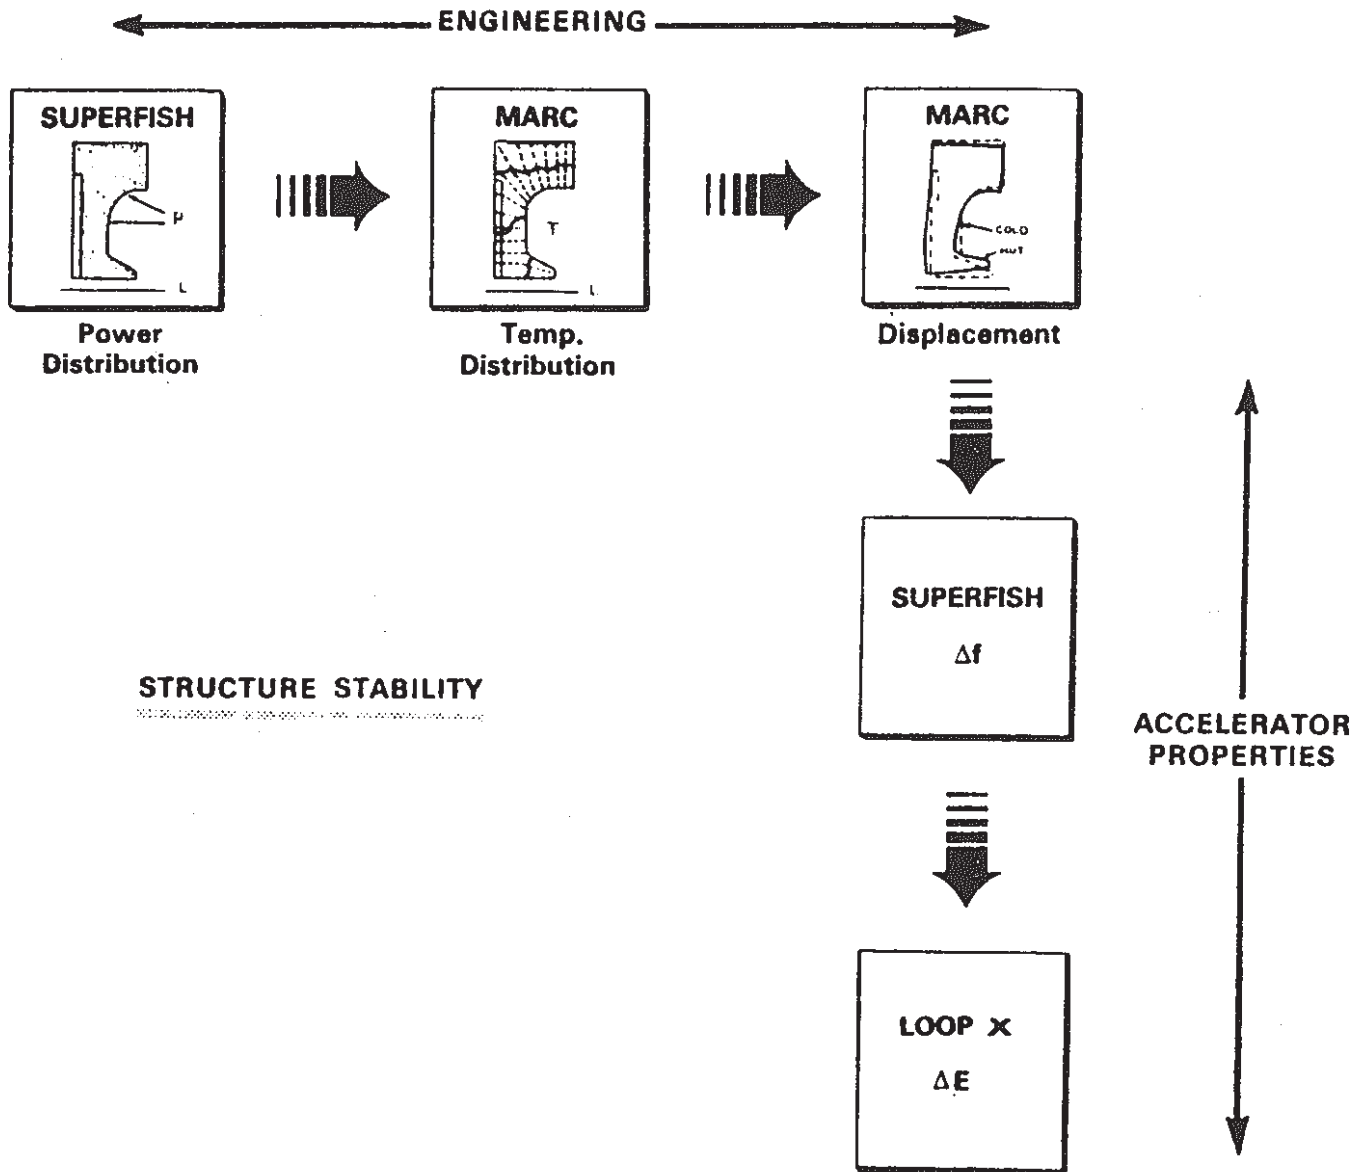 ENGINEERING
SUPERFISH
P
L
Power
Distribution
MARC
T
L
Temp.
Distribution
MARC
COLD
HOT
Displacement
SUPERFISH
Δf
STRUCTURE STABILITY
ACCELERATOR
PROPERTIES
LOOP X
ΔE